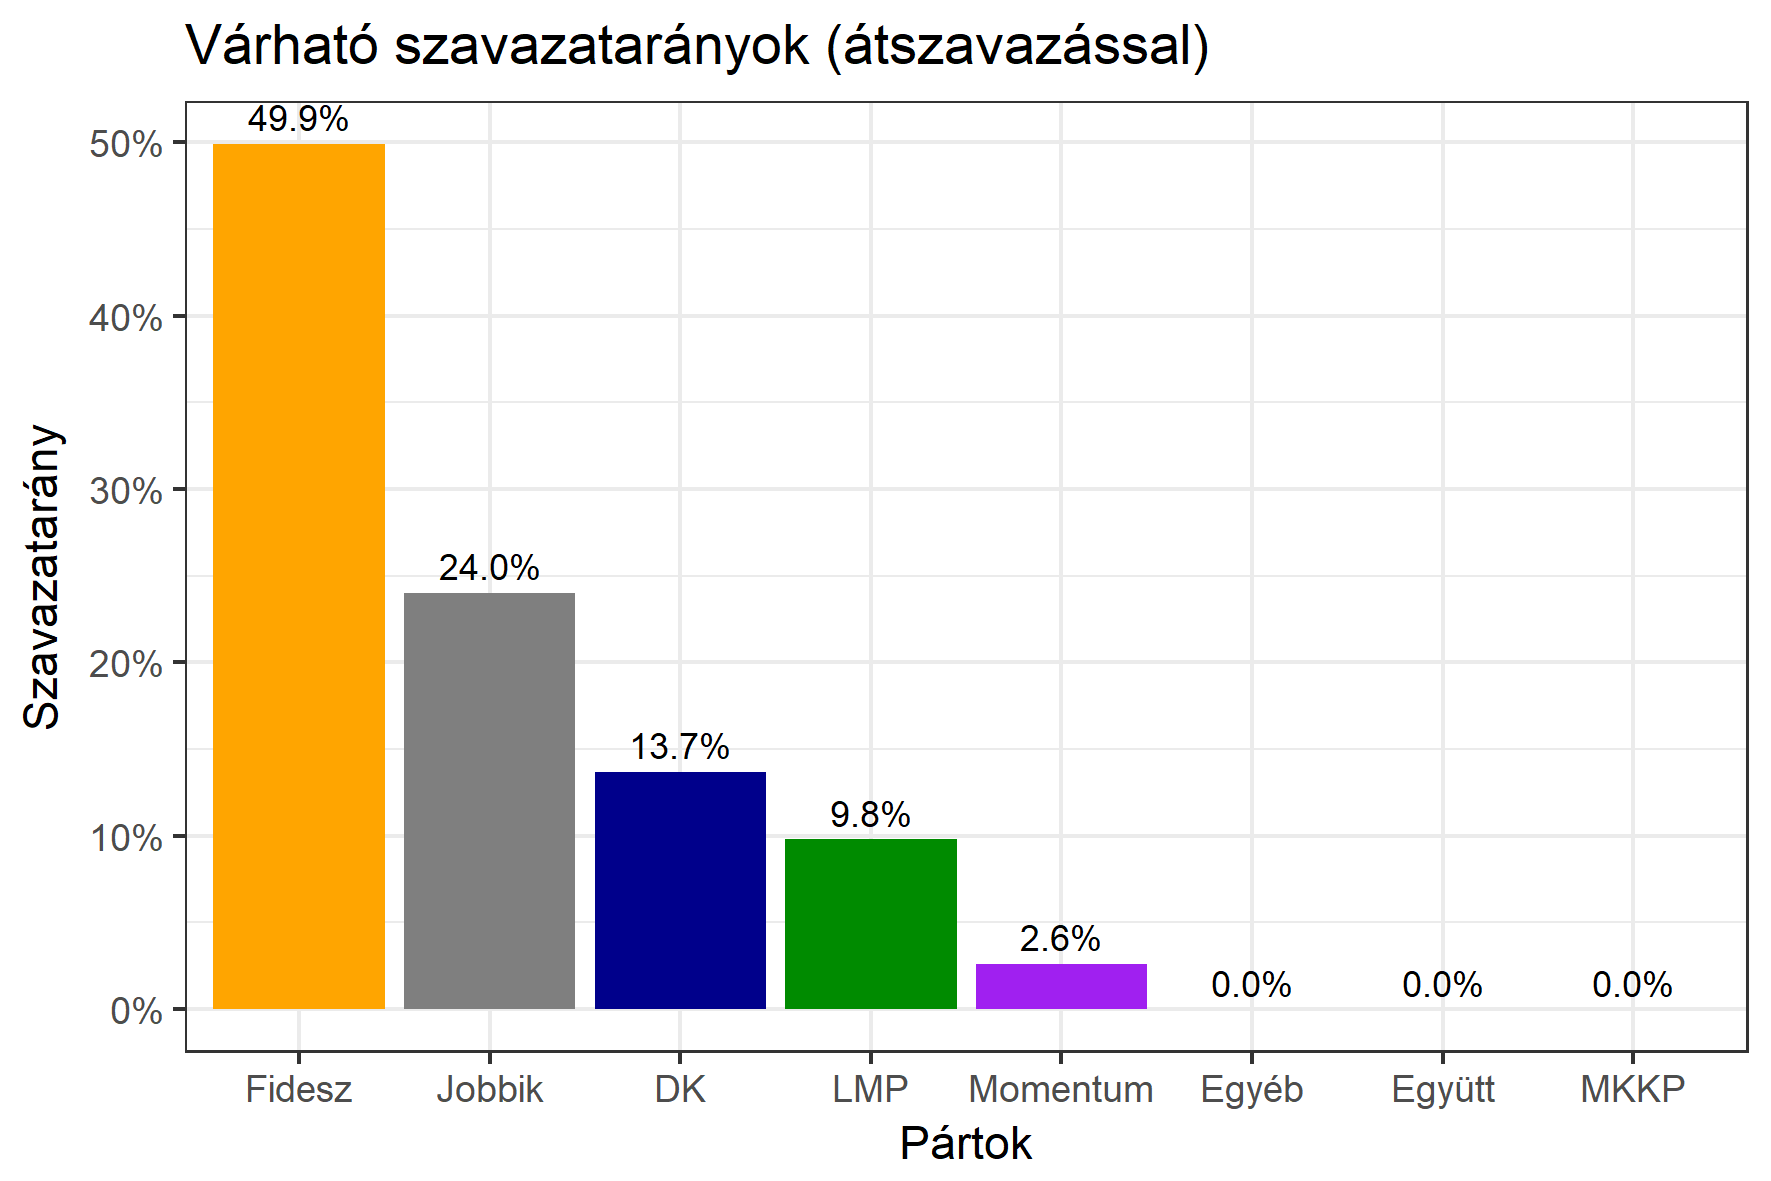 Várható szavazatarányok (átszavazással)
Szavazatarány
50%
40%
30%
20%
10%
0%
49.9%
24.0%
13.7%
9.8%
2.6%
0.0%
0.0%
0.0%
Fidesz
Jobbik
DK
LMP
Momentum
Egyéb
Együtt
MKKP
Pártok